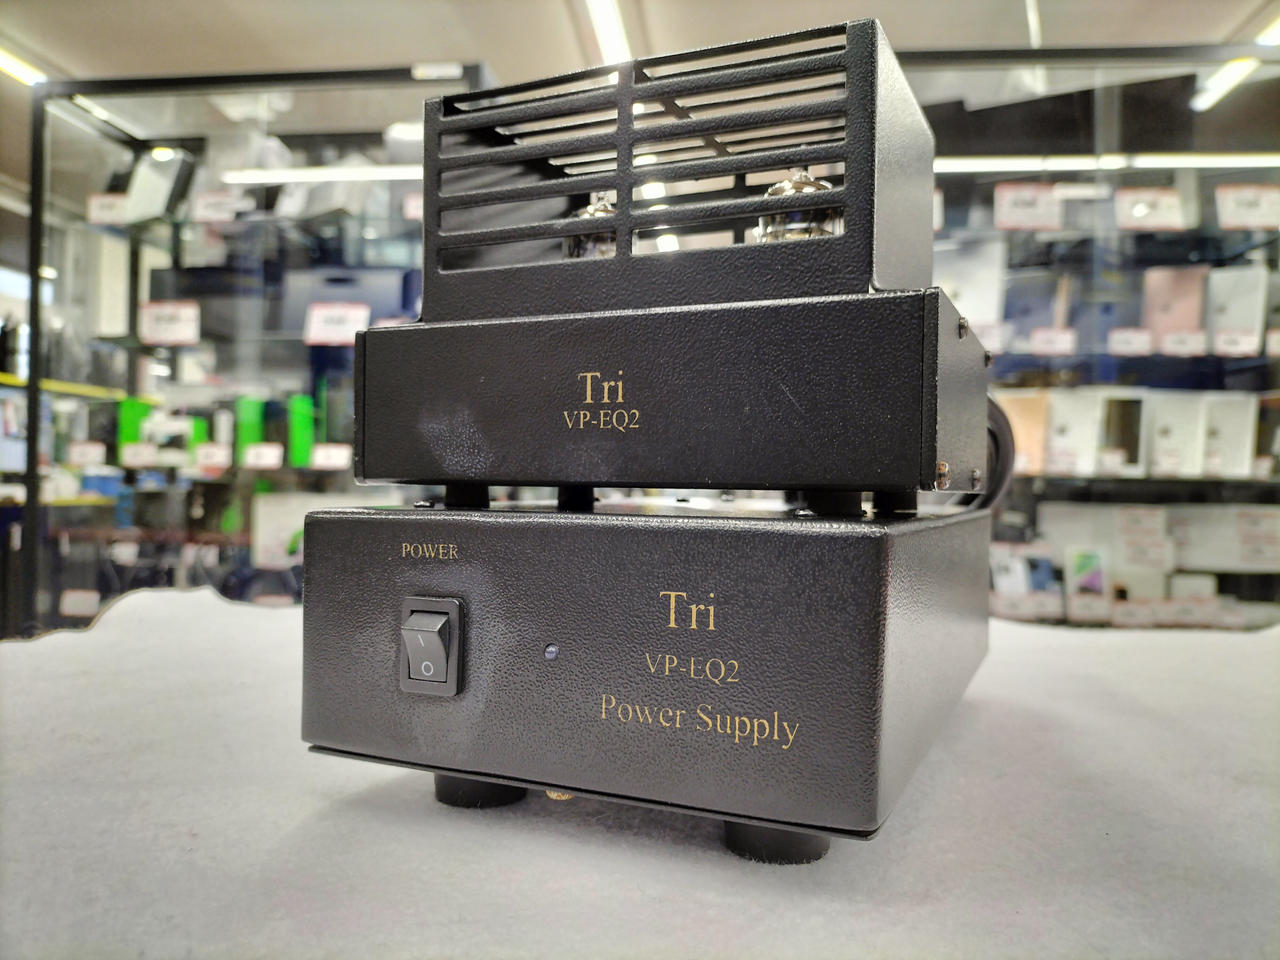 Tri
VP-EQ2
POWER
Tri
VP-EQ2
Power Supply